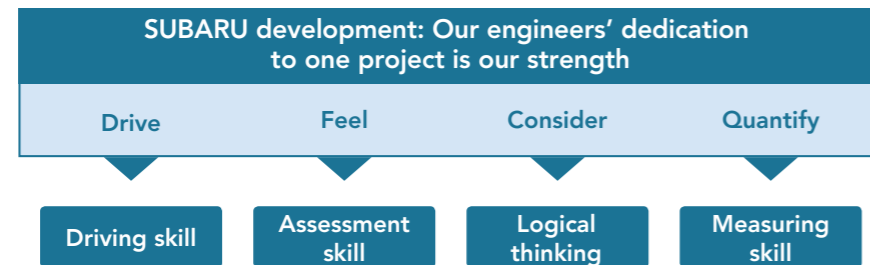 SUBARU development: Our engineers’ dedication
to one project is our strength
Drive
Feel
Consider
Quantify
Driving skill
Assessment
skill
Logical
thinking
Measuring
skill